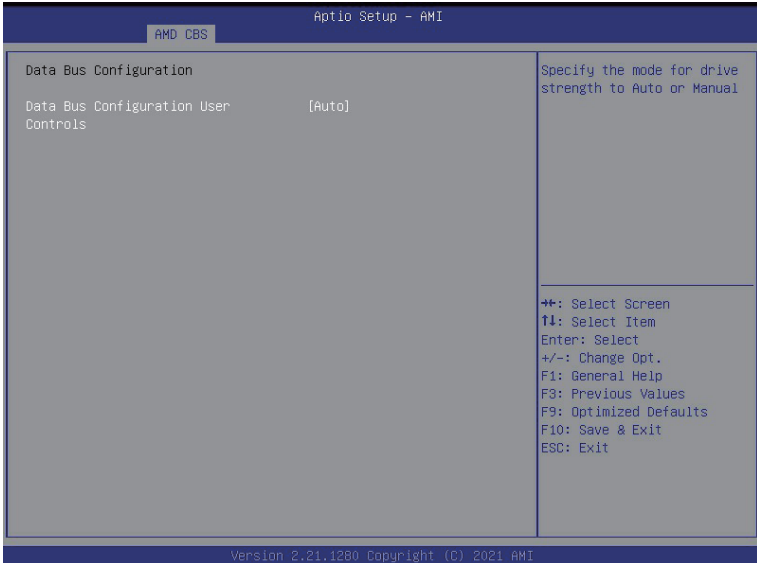 Aptio Setup – AMI
AMD CBS
Data Bus Configuration
Data Bus Configuration User Controls [Auto]
Specify the mode for drive
strength to Auto or Manual
→←: Select Screen
↑↓: Select Item
Enter: Select
+/-: Change Opt.
F1: General Help
F3: Previous Values
F9: Optimized Defaults
F10: Save & Exit
ESC: Exit
Version 2.21.1280 Copyright (C) 2021 AMI